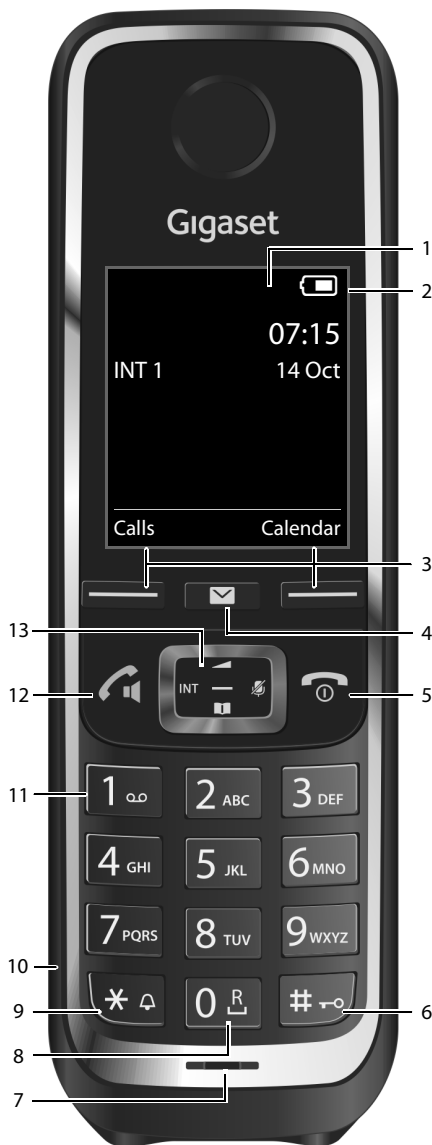 Gigaset
1
2
07:15
INT 1 14 Oct
Calls Calendar
3
4
13
INT
12
5
11
1 2 ABC 3 DEF
4 GHI 5 JKL 6 MNO
7 PQRS 8 TUV 9 WXYZ
10
* 0 R #
9
6
8
7